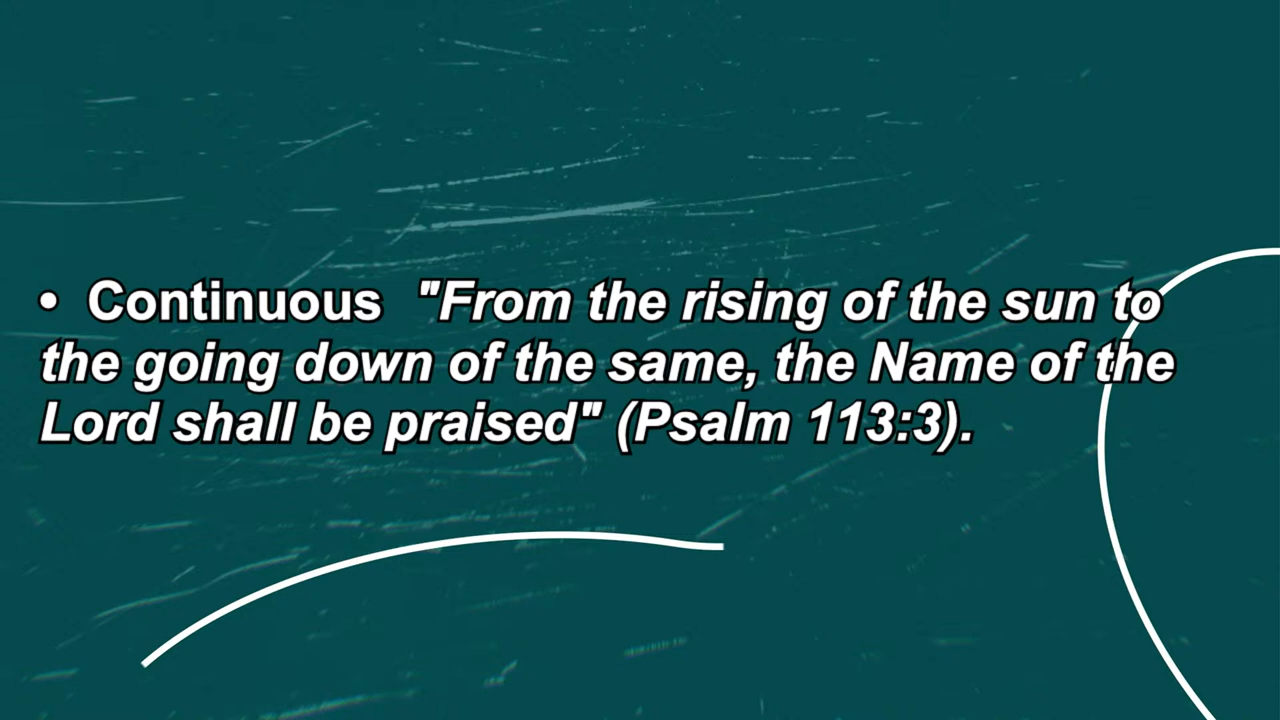 • Continuous "From the rising of the sun to
the going down of the same, the Name of the
Lord shall be praised" (Psalm 113:3).